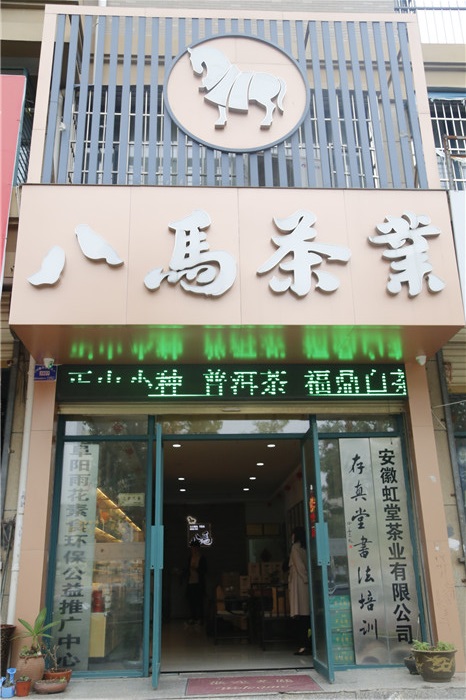 八馬茶業
正山小种 普洱茶 福鼎白茶
阜阳雨花素食环保公益推广中心
存真堂书法培训
安徽虹堂茶业有限公司